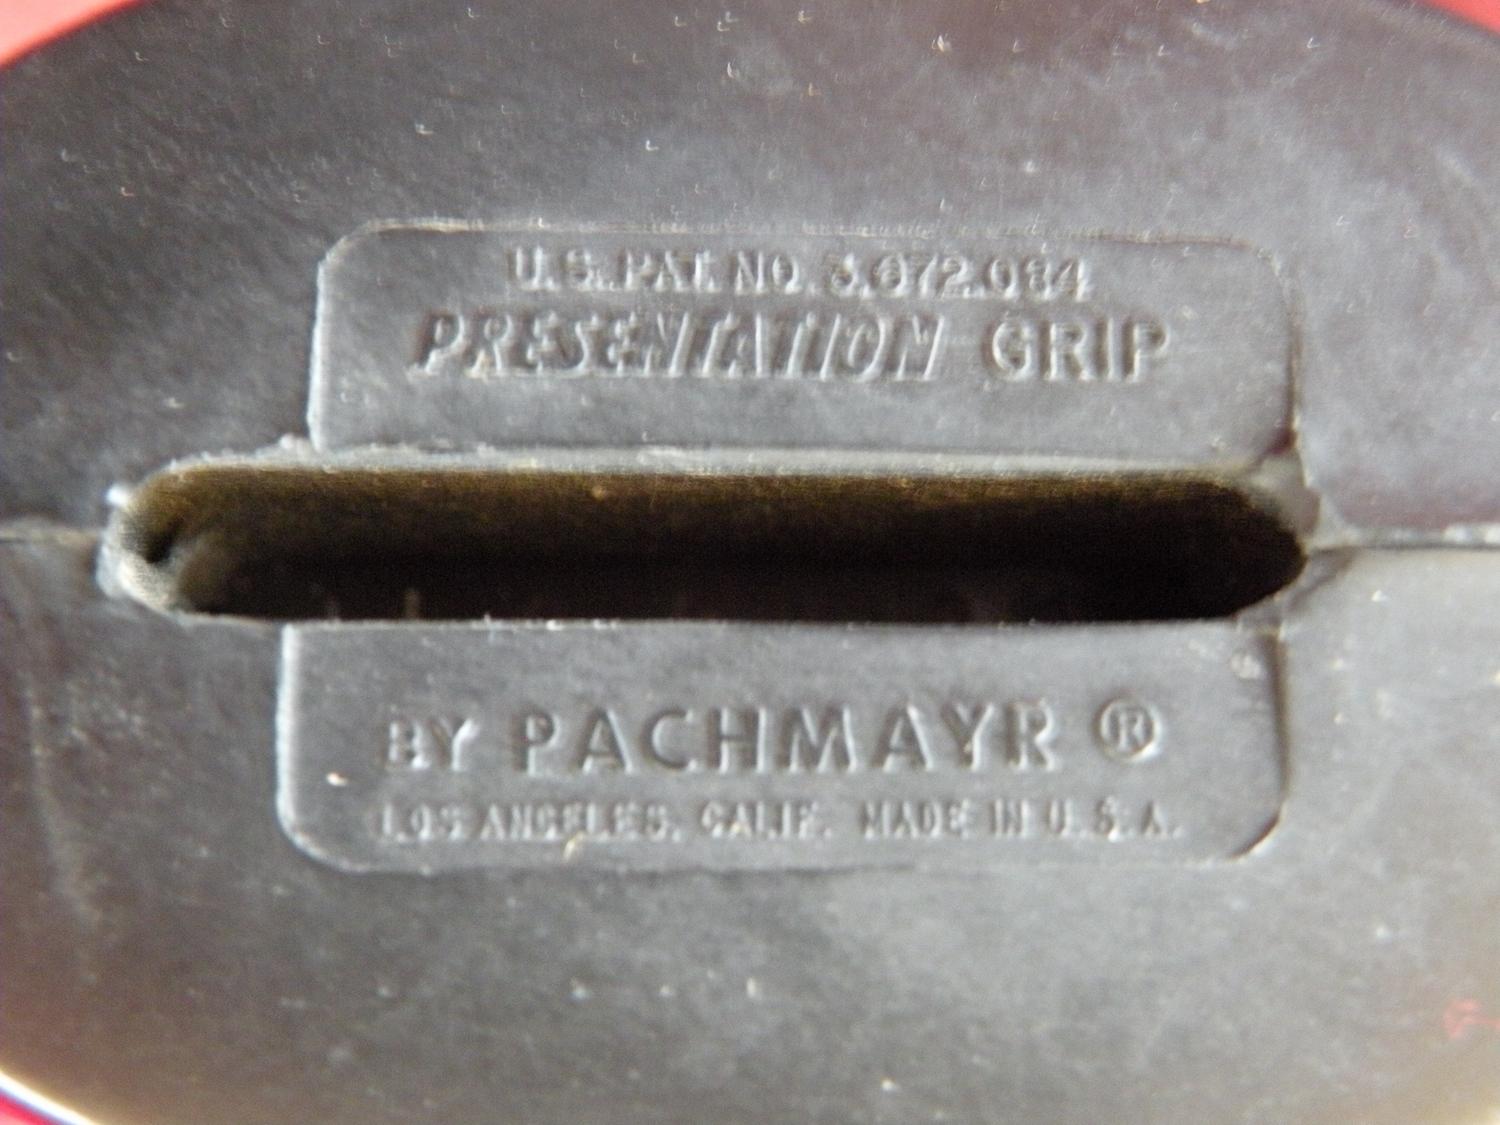 U.S. PAT. NO. 3,672,084
PRESENTATION GRIP
BY PACHMAYR ®
LOS ANGELES, CALIF. MADE IN U.S.A.